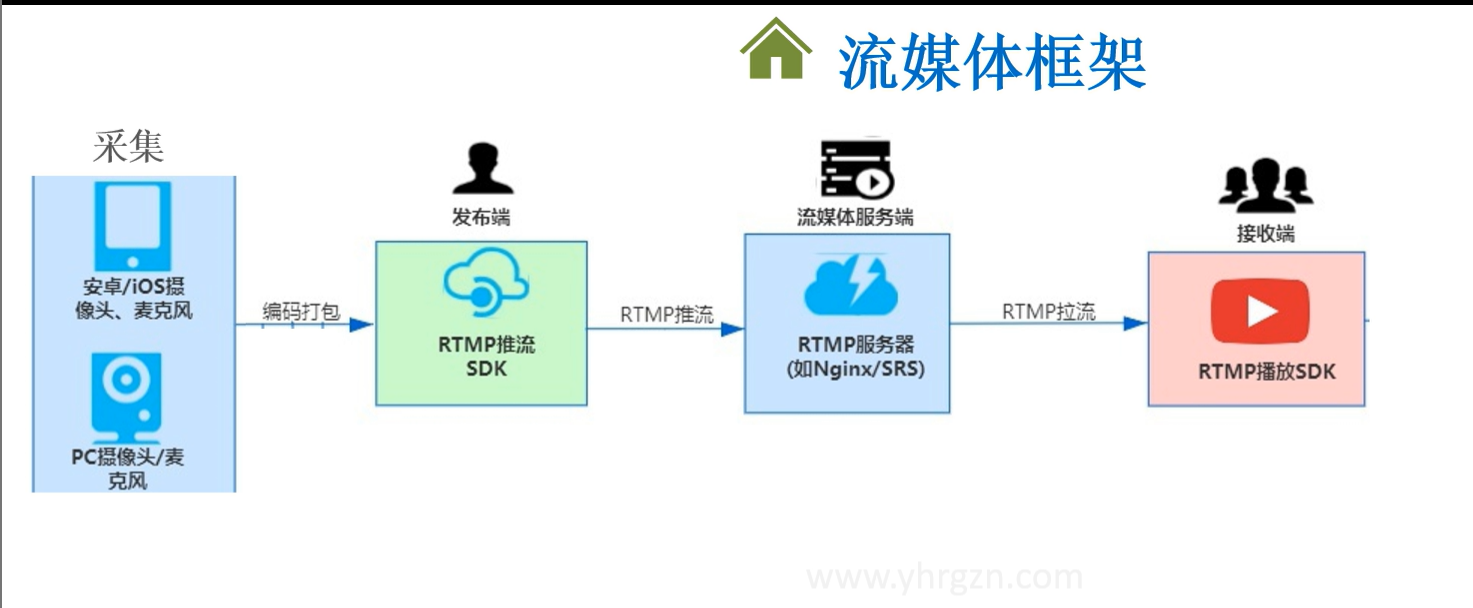 流媒体框架
采集
安卓/iOS摄
像头、麦克风
PC摄像头/麦
克风
编码打包
发布端
RTMP推流
SDK
RTMP推流
流媒体服务端
RTMP服务器
(如Nginx/SRS)
RTMP拉流
接收端
RTMP播放SDK
www.yhrgzn.com